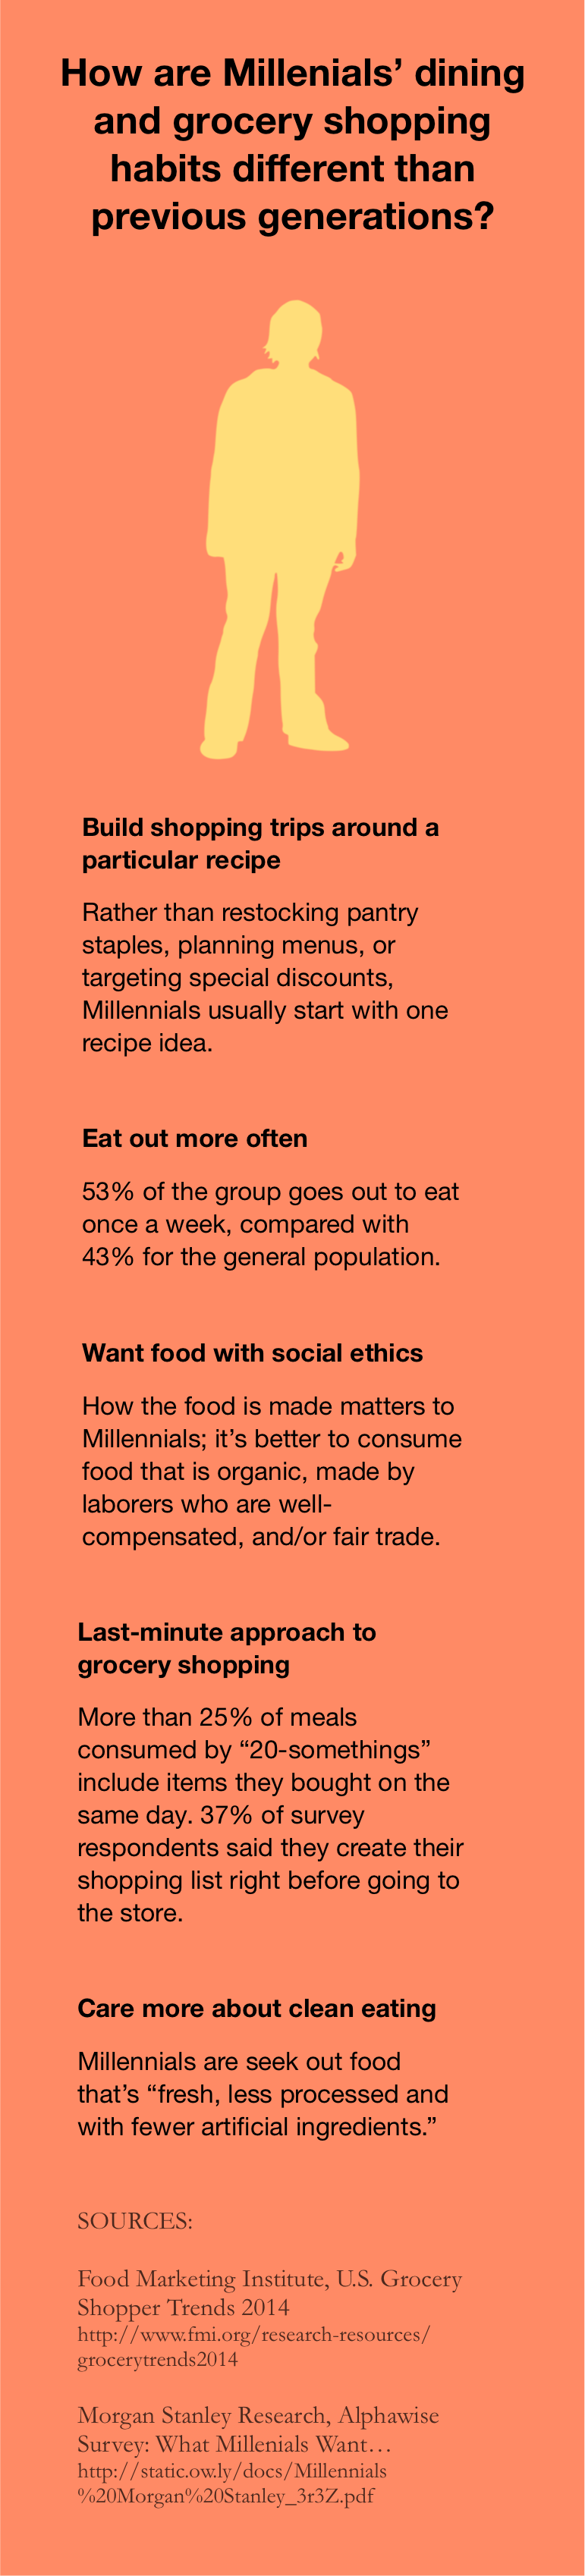 How are Millenials’ dining
and grocery shopping
habits different than
previous generations?
Build shopping trips around a
particular recipe
Rather than restocking pantry
staples, planning menus, or
targeting special discounts,
Millennials usually start with one
recipe idea.
Eat out more often
53% of the group goes out to eat
once a week, compared with
43% for the general population.
Want food with social ethics
How the food is made matters to
Millennials; it’s better to consume
food that is organic, made by
laborers who are well-
compensated, and/or fair trade.
Last-minute approach to
grocery shopping
More than 25% of meals
consumed by “20-somethings”
include items they bought on the
same day. 37% of survey
respondents said they create their
shopping list right before going to
the store.
Care more about clean eating
Millennials are seek out food
that’s “fresh, less processed and
with fewer artificial ingredients.”
SOURCES:
Food Marketing Institute, U.S. Grocery
Shopper Trends 2014
http://www.fmi.org/research-resources/
grocerytrends2014
Morgan Stanley Research, Alphawise
Survey: What Millenials Want…
http://static.ow.ly/docs/Millennials
%20Morgan%20Stanley_3r3Z.pdf